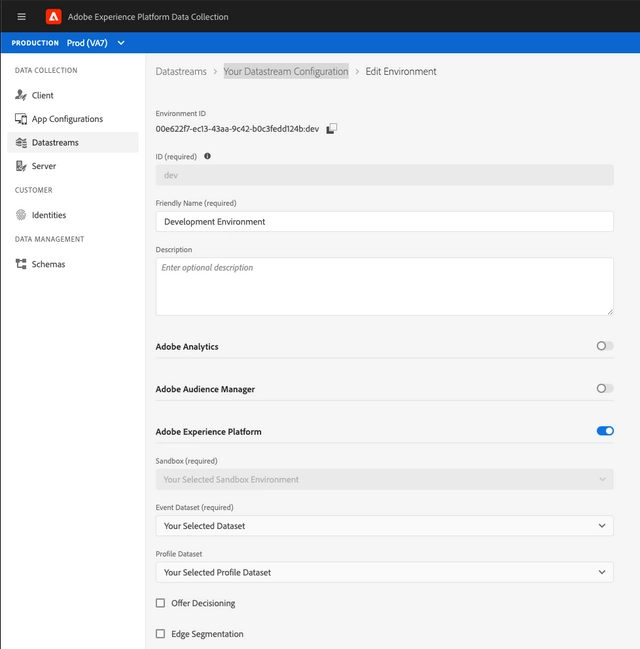 Adobe Experience Platform Data Collection
PRODUCTION Prod (VA7)
DATA COLLECTION
Client
App Configurations
Datastreams
Server
CUSTOMER
Identities
DATA MANAGEMENT
Schemas
Datastreams > Your Datastream Configuration > Edit Environment
Environment ID
00e622f7-ec13-43aa-9c42-b0c3fedd124b:dev
ID (required)
dev
Friendly Name (required)
Development Environment
Description
Enter optional description
Adobe Analytics
Adobe Audience Manager
Adobe Experience Platform
Sandbox (required)
Your Selected Sandbox Environment
Event Dataset (required)
Your Selected Dataset
Profile Dataset
Your Selected Profile Dataset
Offer Decisioning
Edge Segmentation